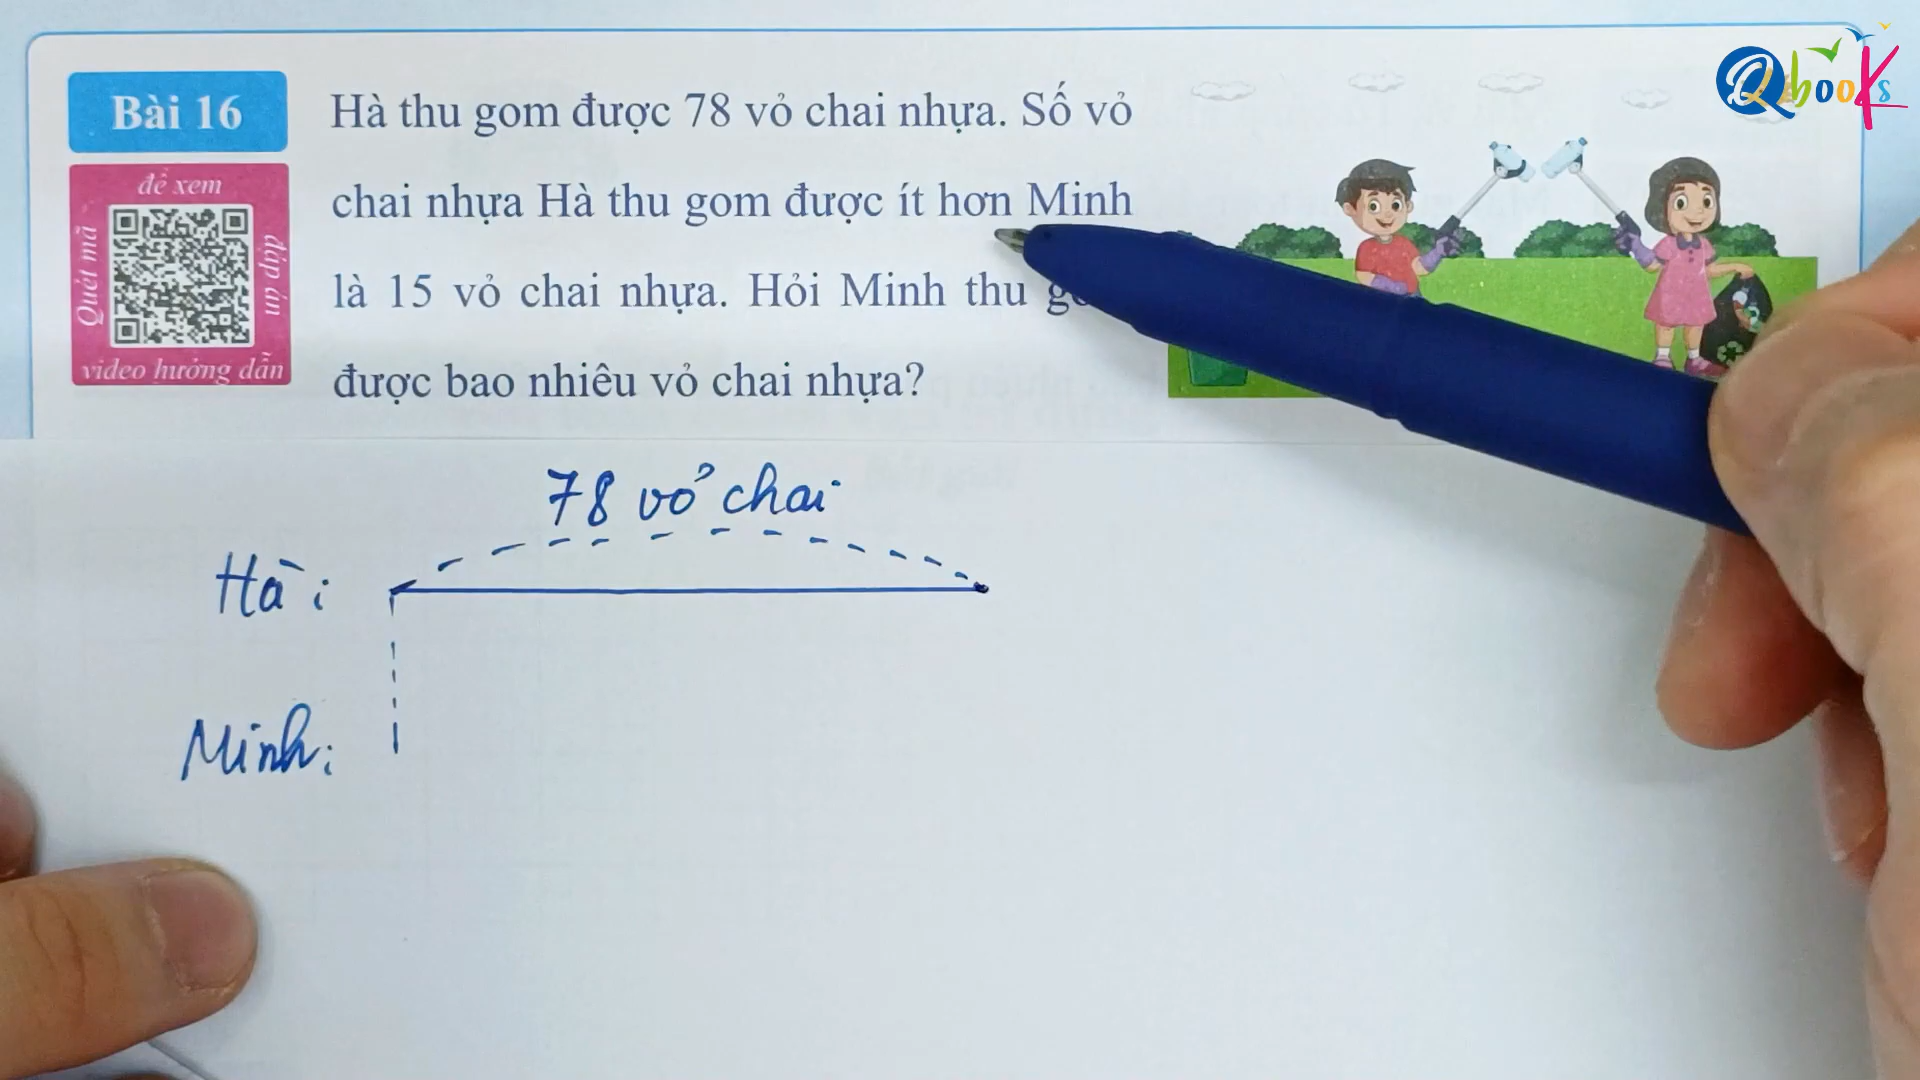 Qbooks
Bài 16
Hà thu gom được 78 vỏ chai nhựa. Số vỏ
chai nhựa Hà thu gom được ít hơn Minh
là 15 vỏ chai nhựa. Hỏi Minh thu
được bao nhiêu vỏ chai nhựa?
để xem
Quét mã
đáp án
video hướng dẫn
78 vỏ chai
Hà:
Minh: